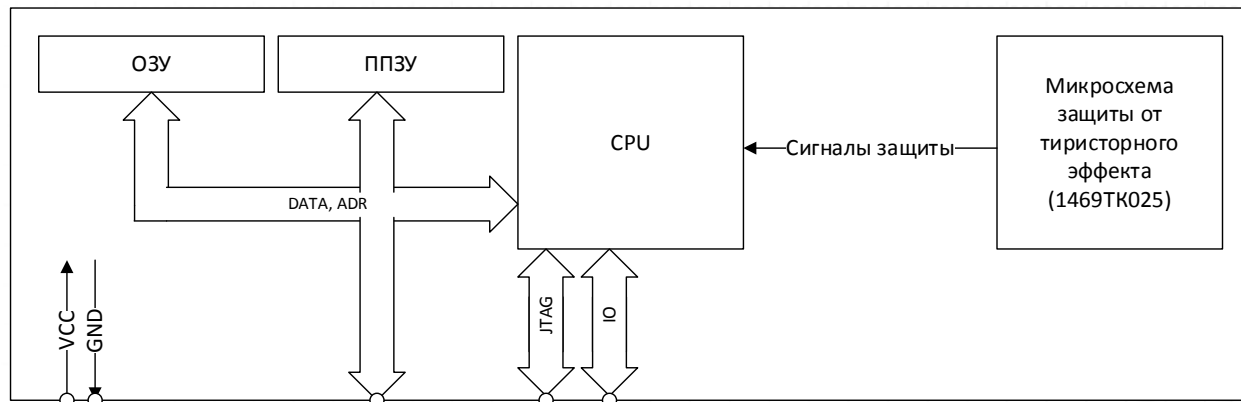 ОЗУ
ППЗУ
CPU
Микросхема
защиты от
тиристорного
эффекта
(1469ТК025)
Сигналы защиты
DATA, ADR
VCC
GND
JTAG
IO